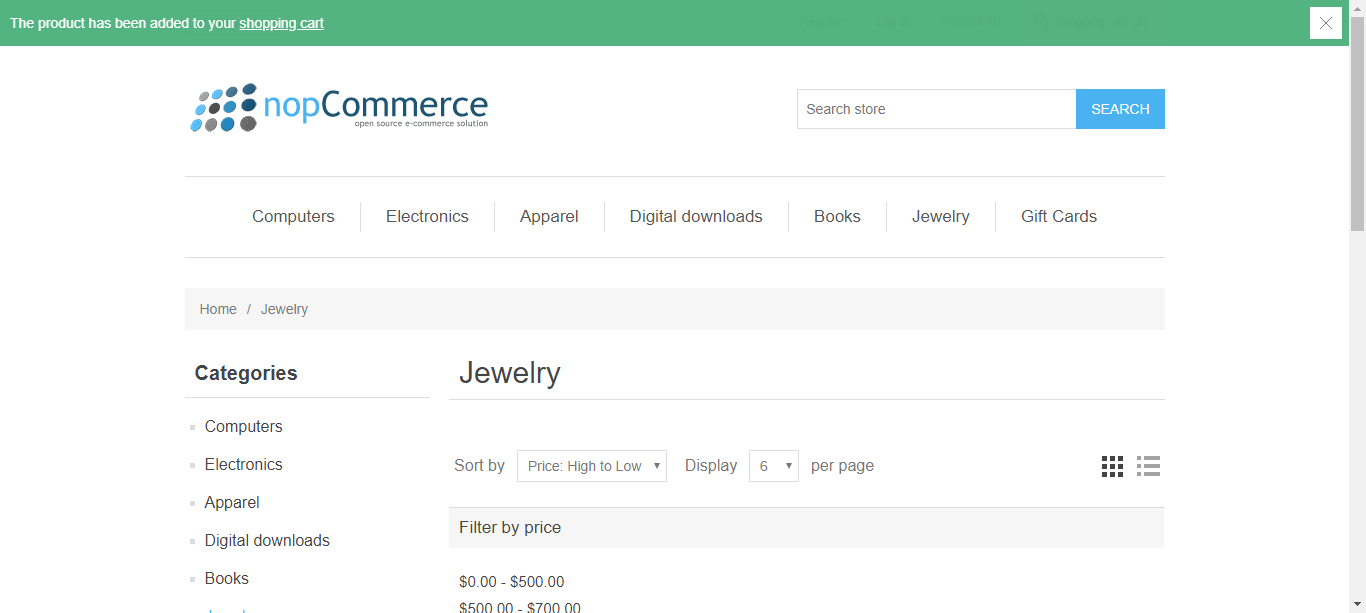 The product has been added to your shopping cart
Register Log in Wishlist (0) Shopping cart (2)
nopCommerce
open source e-commerce solution
Search store SEARCH
Computers Electronics Apparel Digital downloads Books Jewelry Gift Cards
Home / Jewelry
Categories
Jewelry
Computers
Electronics
Apparel
Digital downloads
Books
Sort by Price: High to Low Display 6 per page
Filter by price
$0.00 - $500.00
$500.00 - $700.00